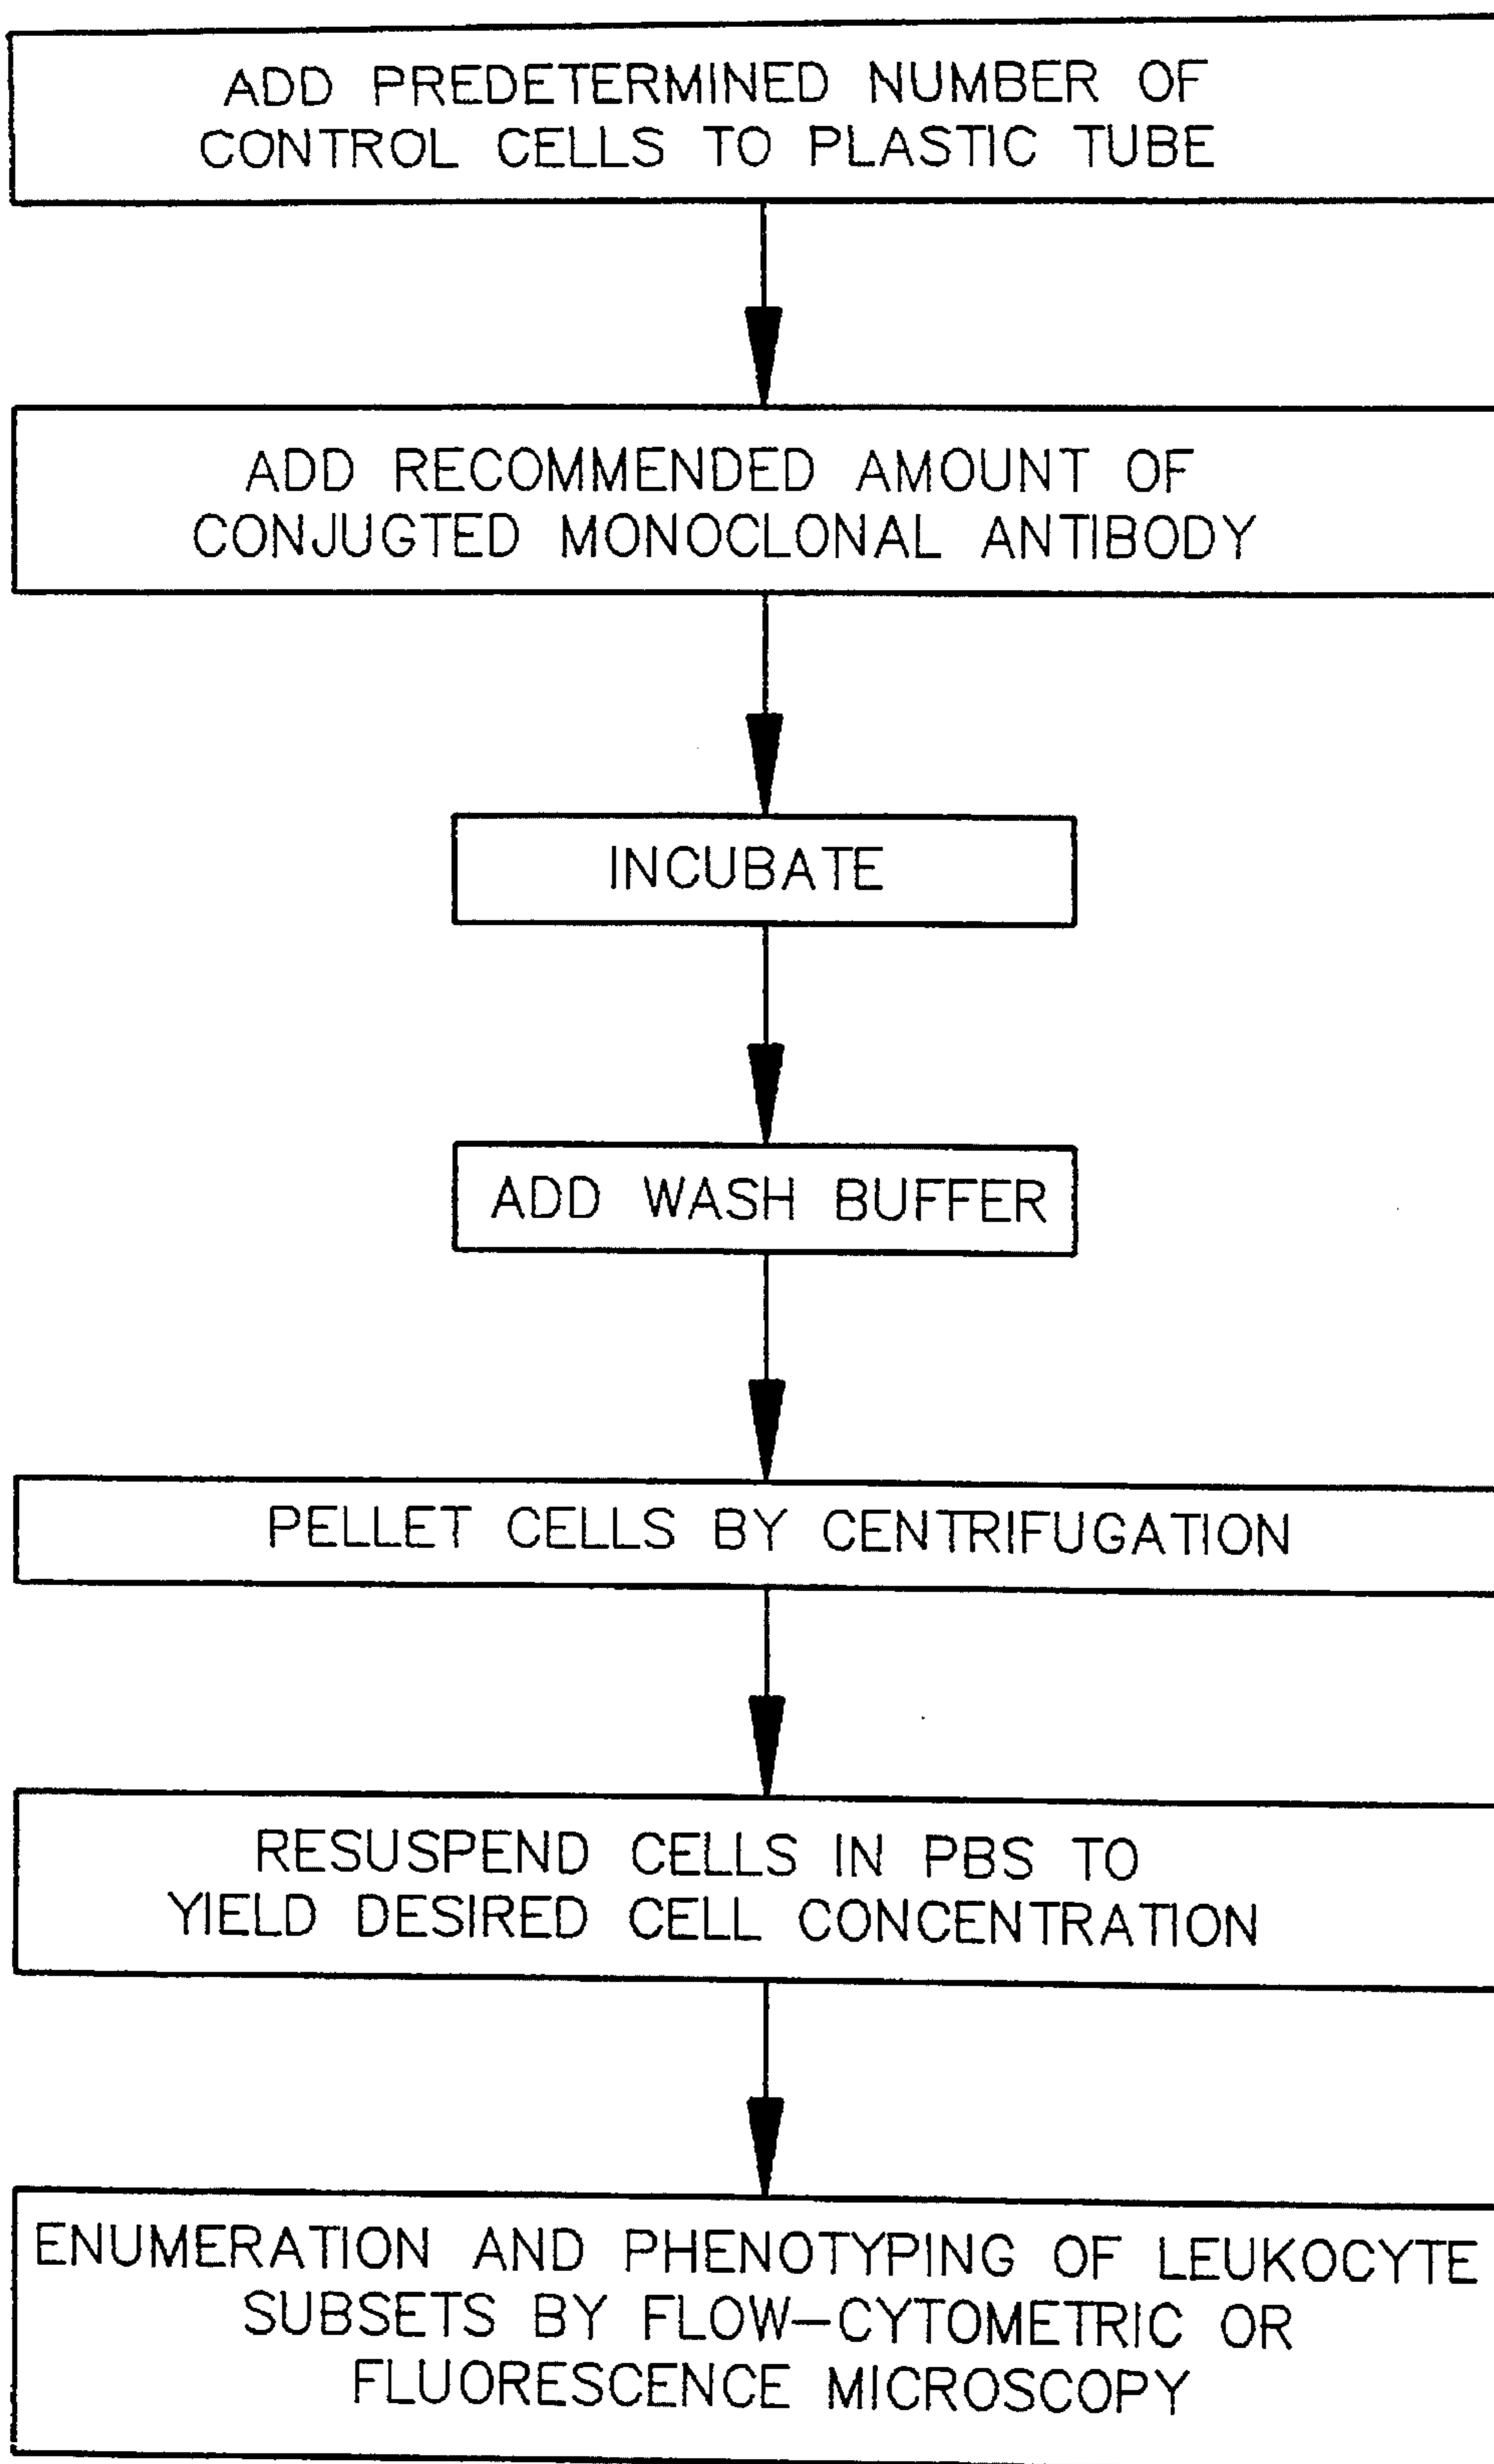 ADD PREDETERMINED NUMBER OF
CONTROL CELLS TO PLASTIC TUBE
ADD RECOMMENDED AMOUNT OF
CONJUGTED MONOCLONAL ANTIBODY
INCUBATE
ADD WASH BUFFER
PELLET CELLS BY CENTRIFUGATION
RESUSPEND CELLS IN PBS TO
YIELD DESIRED CELL CONCENTRATION
ENUMERATION AND PHENOTYPING OF LEUKOCYTE
SUBSETS BY FLOW-CYTOMETRIC OR
FLUORESCENCE MICROSCOPY